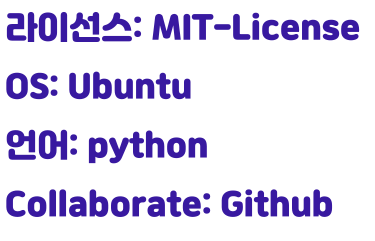 라이선스: MIT-License
OS: Ubuntu
언어: python
Collaborate: Github